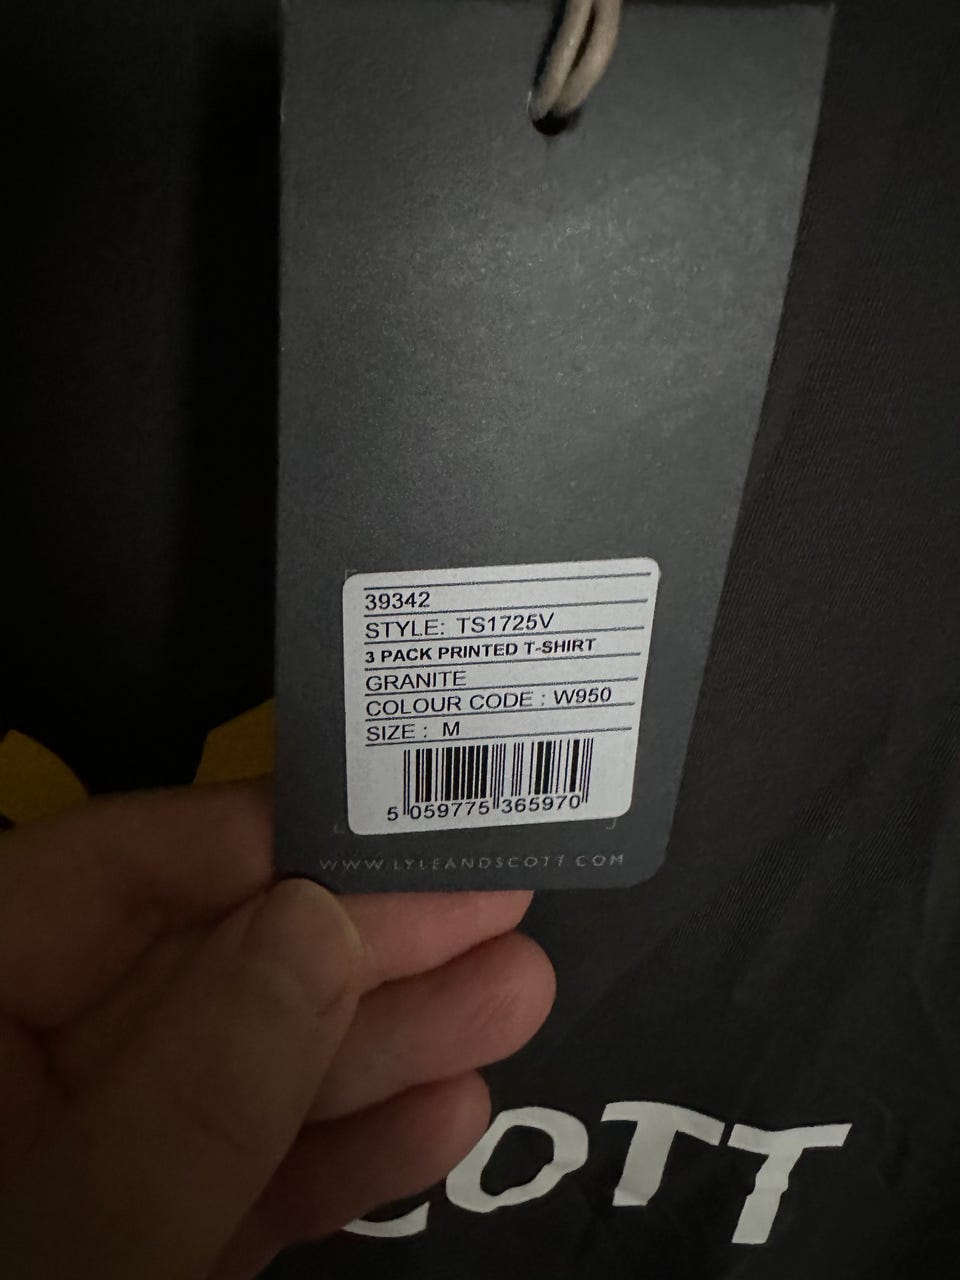 39342
STYLE: TS1725V
3 PACK PRINTED T-SHIRT
GRANITE
COLOUR CODE : W950
SIZE : M
5 059775 365970
WWW.LYLEANDSCOTT.COM
COTT